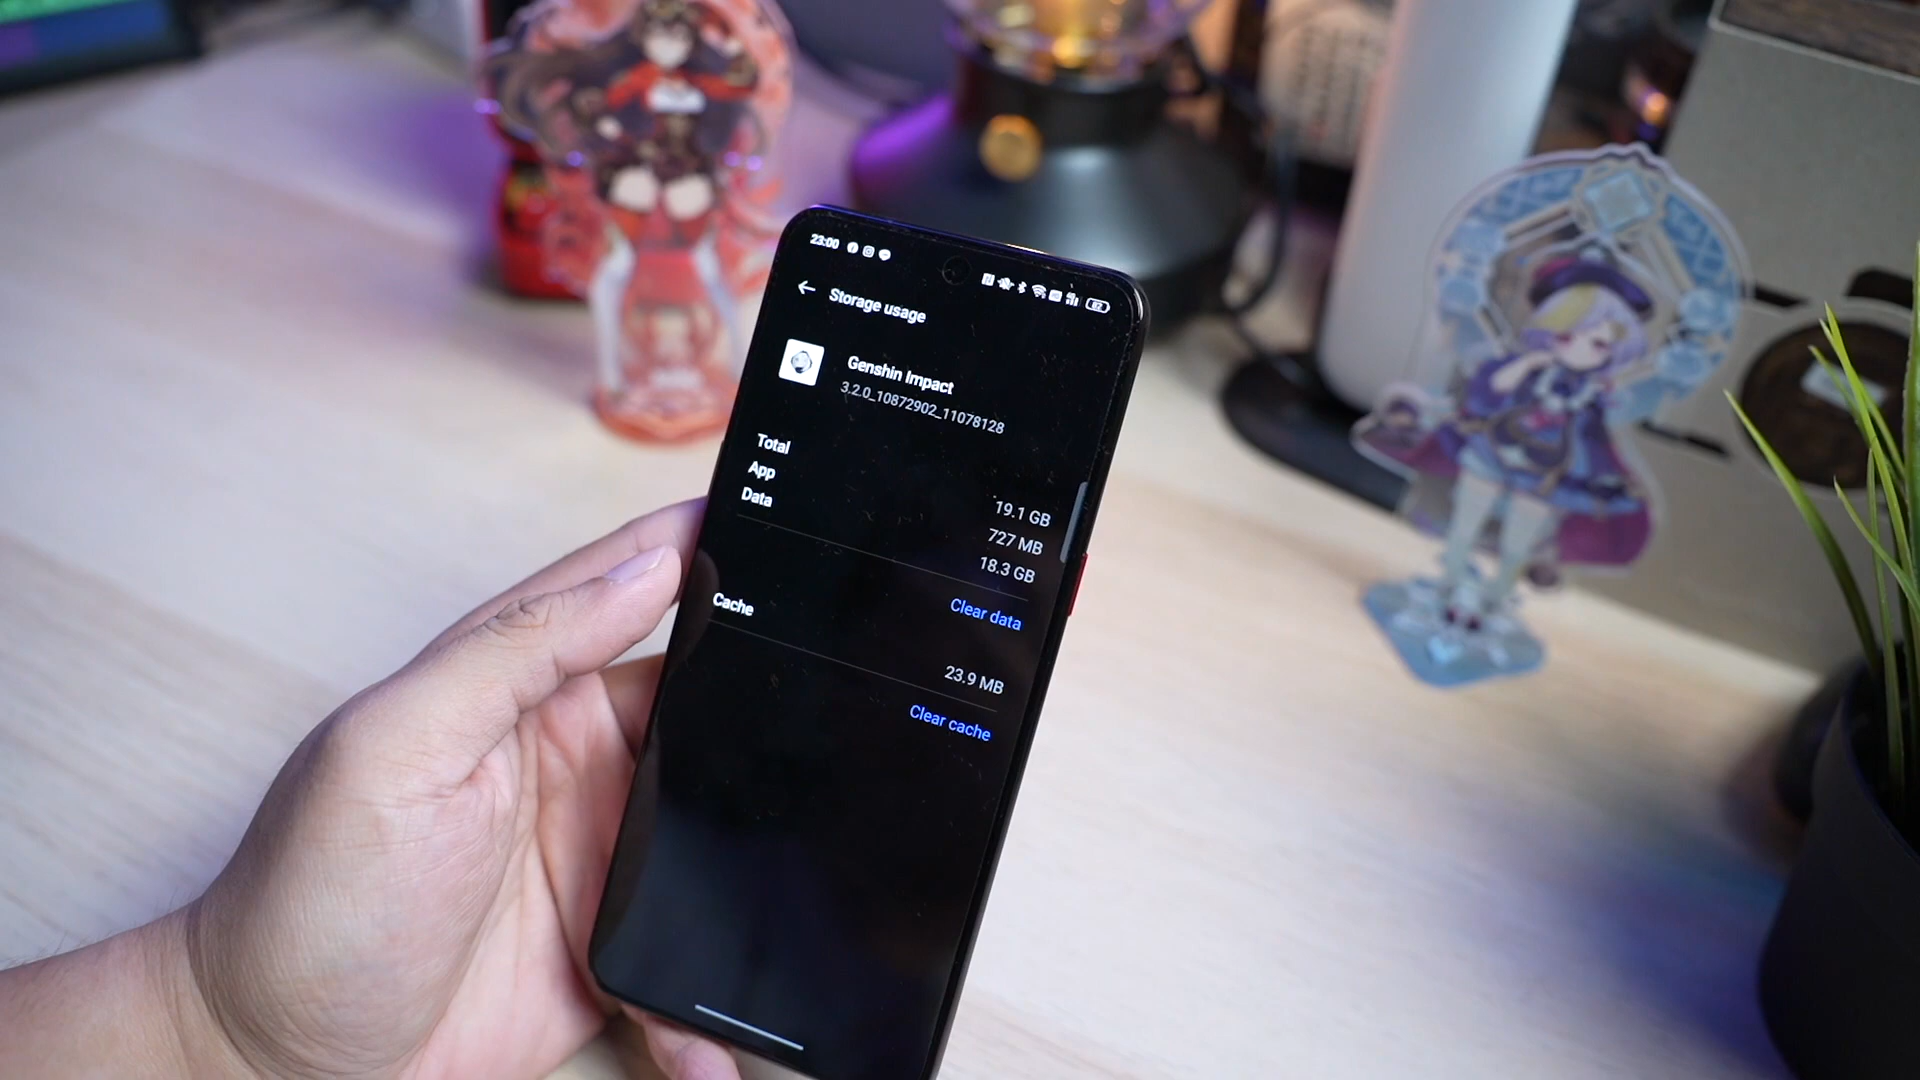 23:00
82
Storage usage
Genshin Impact
3.2.0_10872902_11078128
Total
19.1 GB
App
727 MB
Data
18.3 GB
Clear data
Cache
23.9 MB
Clear cache